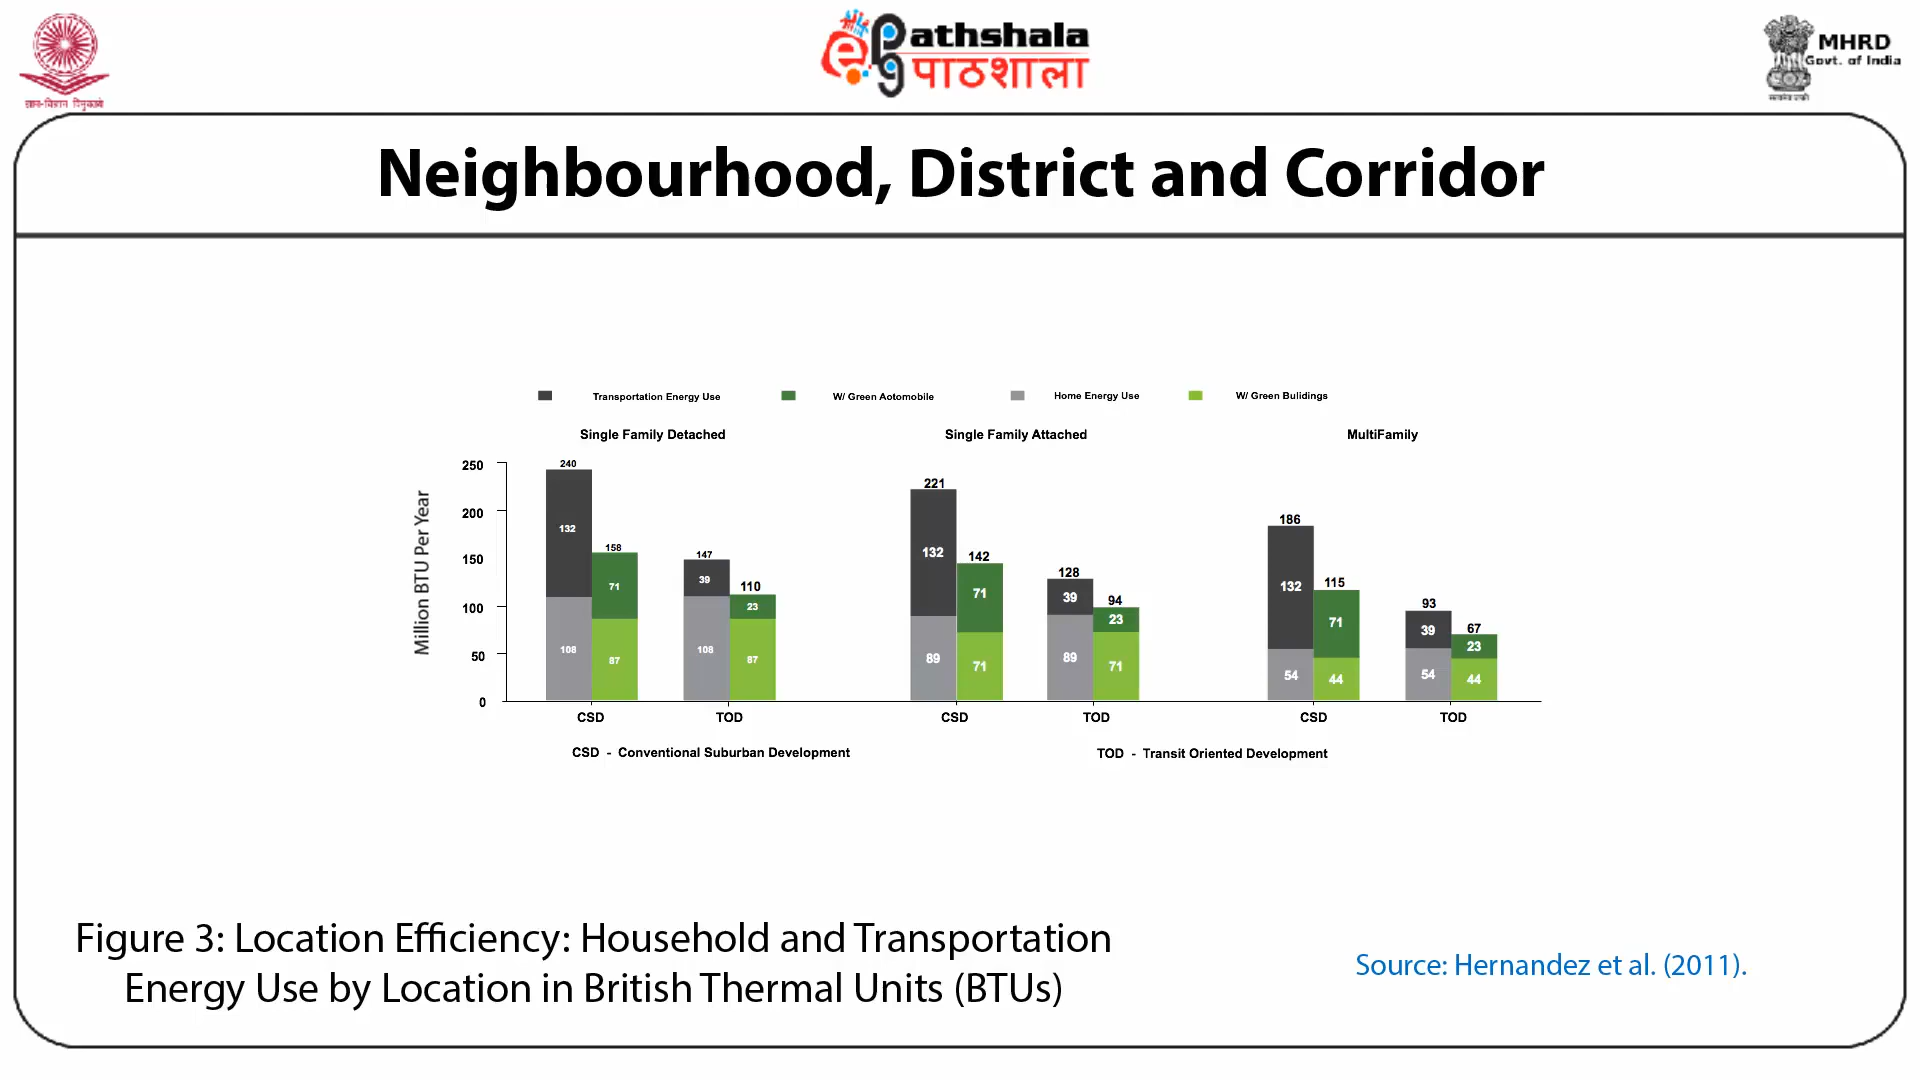 athshala
पाठशाला
MHRD
Govt. of India
Neighbourhood, District and Corridor
Transportation Energy Use
W/ Green Aotomobile
Home Energy Use
W/ Green Bulidings
Single Family Detached
Single Family Attached
MultiFamily
Million BTU Per Year
250
200
150
100
50
0
240
132
108
158
71
87
147
39
108
110
23
87
221
132
89
142
71
71
128
39
89
94
23
71
186
132
54
115
71
44
93
39
54
67
23
44
CSD
TOD
CSD
TOD
CSD
TOD
CSD - Conventional Suburban Development
TOD - Transit Oriented Development
Figure 3: Location Efficiency: Household and Transportation
Energy Use by Location in British Thermal Units (BTUs)
Source: Hernandez et al. (2011).